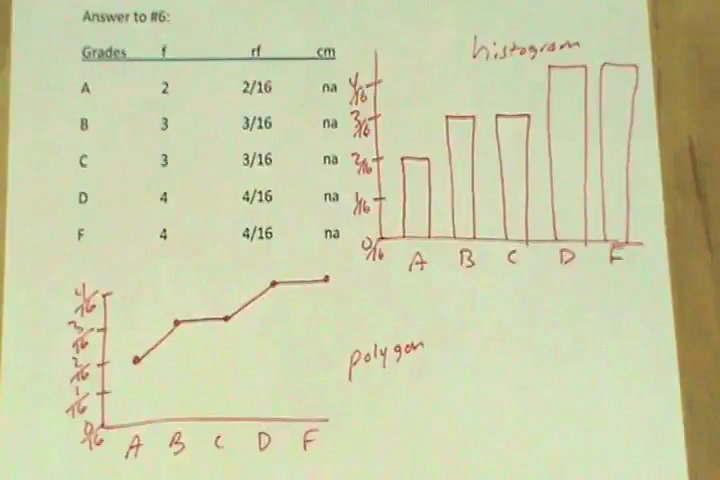 Answer to #6:
Grades f rf cm
A 2 2/16 na
B 3 3/16 na
C 3 3/16 na
D 4 4/16 na
F 4 4/16 na
histogram
4/16
3/16
2/16
1/16
0/16
A B C D F
polygon
4/16
3/16
2/16
1/16
0/16
A B C D F